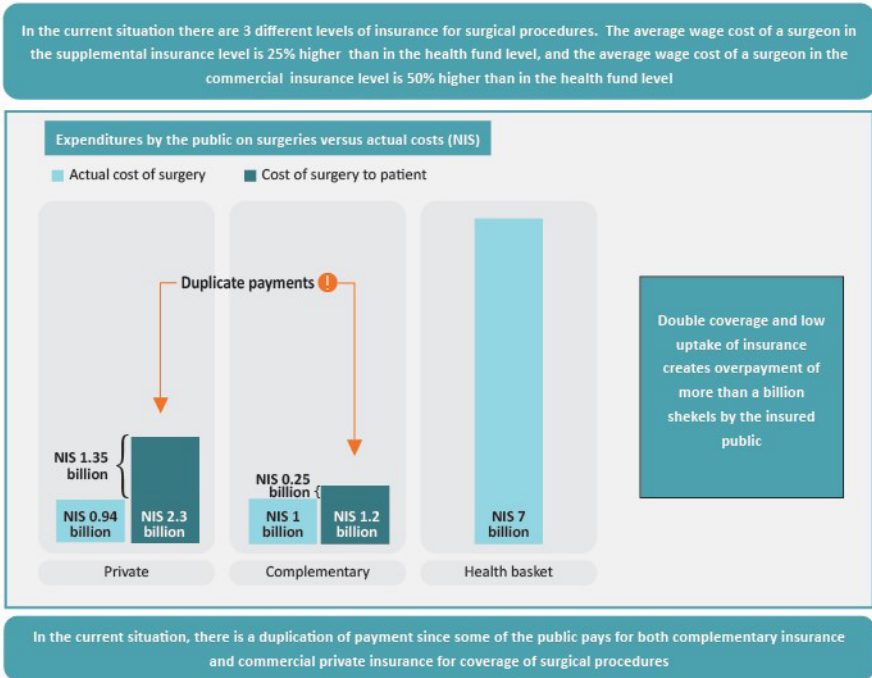 In the current situation there are 3 different levels of insurance for surgical procedures. The average wage cost of a surgeon in
the supplemental insurance level is 25% higher than in the health fund level, and the average wage cost of a surgeon in the
commercial insurance level is 50% higher than in the health fund level
Expenditures by the public on surgeries versus actual costs (NIS)
Actual cost of surgery
Cost of surgery to patient
Duplicate payments !
Double coverage and low
uptake of insurance
creates overpayment of
more than a billion
shekels by the insured
public
NIS 1.35
billion
NIS 0.94
billion
NIS 2.3
billion
NIS 0.25
billion
NIS 1
billion
NIS 1.2
billion
NIS 7
billion
Private
Complementary
Health basket
In the current situation, there is a duplication of payment since some of the public pays for both complementary insurance
and commercial private insurance for coverage of surgical procedures